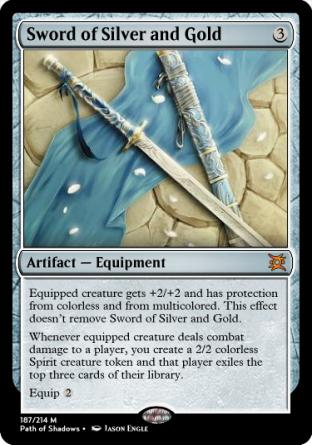 Sword of Silver and Gold 3
Artifact — Equipment
Equipped creature gets +2/+2 and has protection
from colorless and from multicolored. This effect
doesn't remove Sword of Silver and Gold.
Whenever equipped creature deals combat
damage to a player, you create a 2/2 colorless
Spirit creature token and that player exiles the
top three cards of their library.
Equip 2
187/214 M
Path of Shadows • Jason Engle